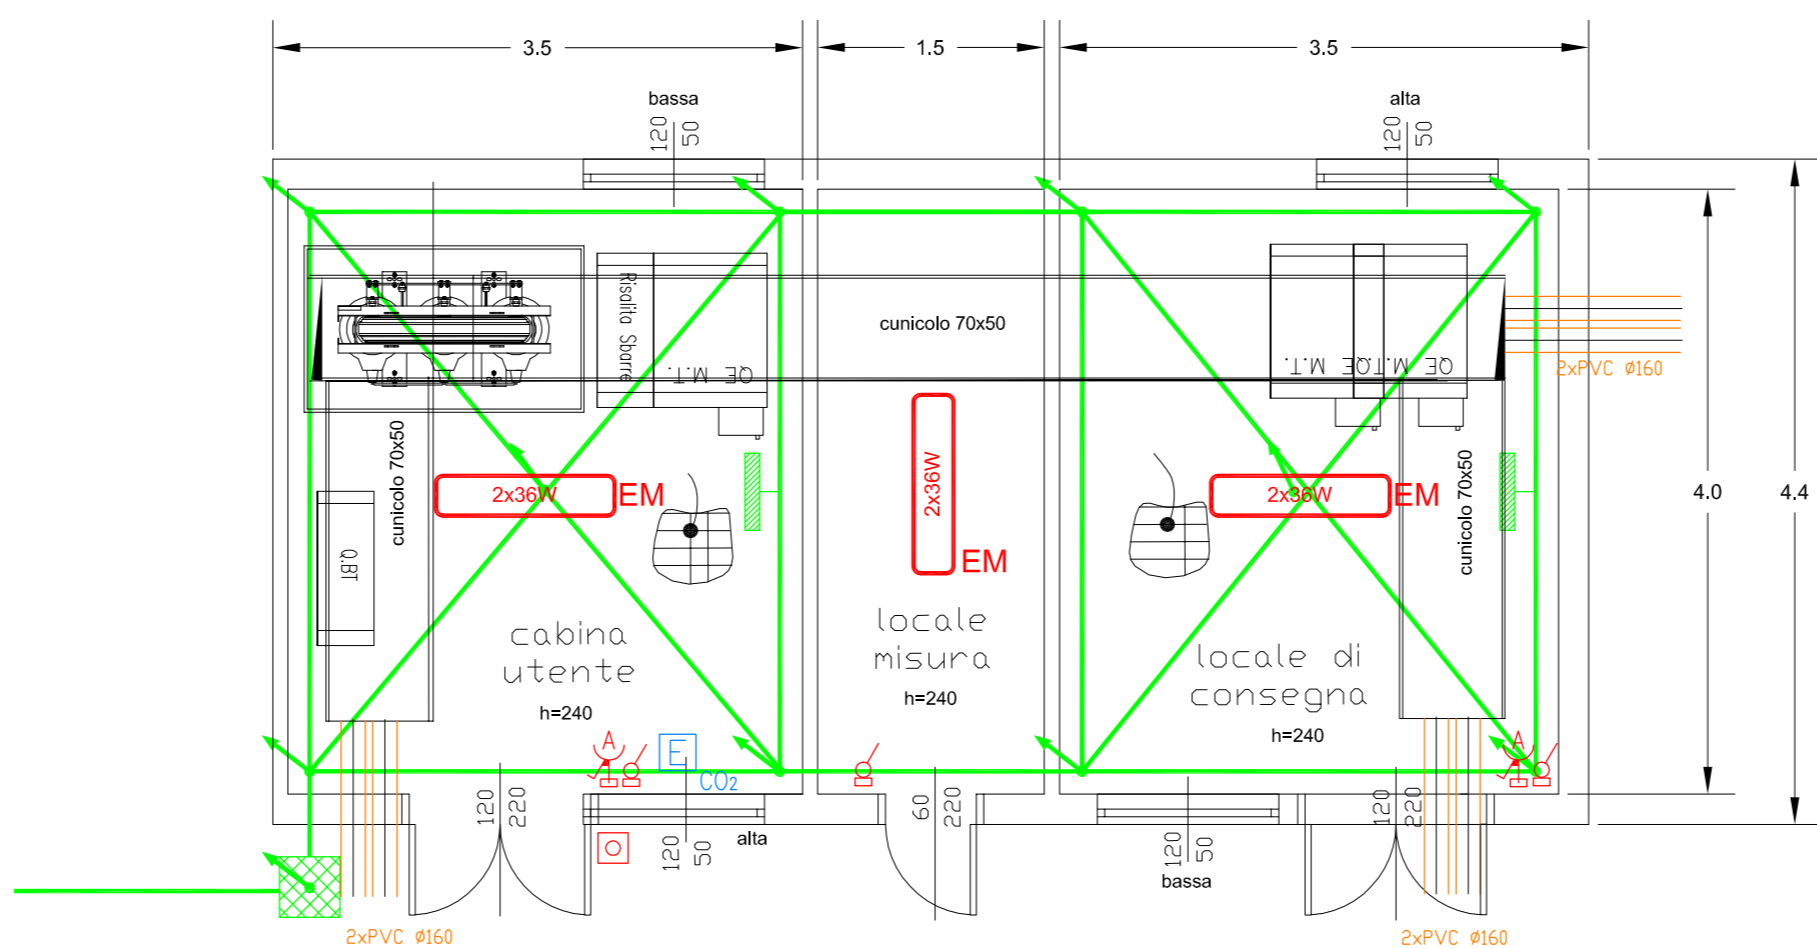 3.5
1.5
3.5
bassa
alta
120
50
120
50
Risalita Sbarre
QE M.T.
cunicolo 70x50
QE M.T.
QE M.T.
2xPVC Ø160
cunicolo 70x50
2x36W
EM
2x36W
EM
2x36W
EM
cunicolo 70x50
4.0
4.4
Q.BT
cabina
utente
h=240
locale
misura
h=240
locale di
consegna
h=240
A
E
CO2
A
120
220
120
50
alta
60
220
120
50
bassa
120
220
2xPVC Ø160
2xPVC Ø160